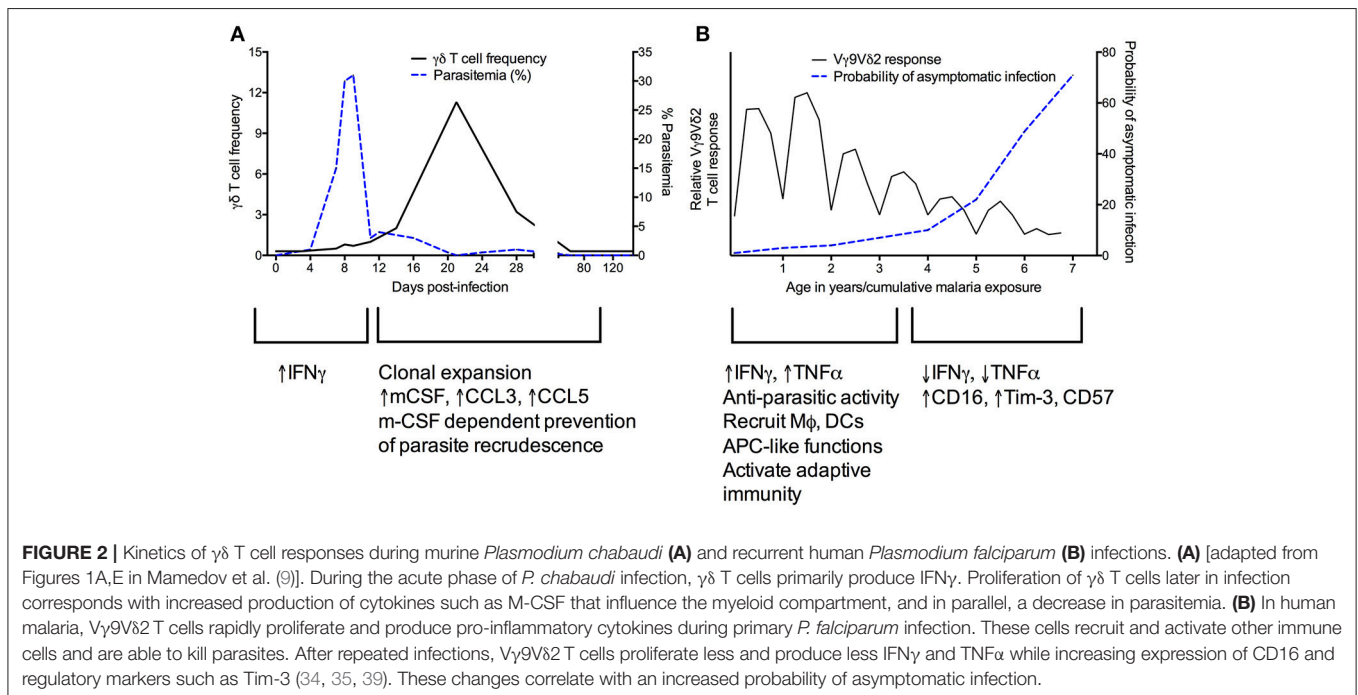 A
γδ T cell frequency
Parasitemia (%)
15
12
9
6
3
0
γδ T cell frequency
35
30
25
20
15
10
5
0
% Parasitemia
0 4 8 12 16 20 24 28 80 120
Days post-infection
↑IFNγ
Clonal expansion
↑mCSF, ↑CCL3, ↑CCL5
m-CSF dependent prevention
of parasite recrudescence
B
Vγ9Vδ2 response
Probability of asymptomatic infection
Relative Vγ9Vδ2
T cell response
80
60
40
20
0
Probability of asymptomatic infection
1 2 3 4 5 6 7
Age in years/cumulative malaria exposure
↑IFNγ, ↑TNFα
Anti-parasitic activity
Recruit Mϕ, DCs
APC-like functions
Activate adaptive
immunity
↓IFNγ, ↓TNFα
↑CD16, ↑Tim-3, CD57
FIGURE 2 | Kinetics of γδ T cell responses during murine Plasmodium chabaudi (A) and recurrent human Plasmodium falciparum (B) infections. (A) [adapted from
Figures 1A,E in Mamedov et al. (9)]. During the acute phase of P. chabaudi infection, γδ T cells primarily produce IFNγ. Proliferation of γδ T cells later in infection
corresponds with increased production of cytokines such as M-CSF that influence the myeloid compartment, and in parallel, a decrease in parasitemia. (B) In human
malaria, Vγ9Vδ2 T cells rapidly proliferate and produce pro-inflammatory cytokines during primary P. falciparum infection. These cells recruit and activate other immune
cells and are able to kill parasites. After repeated infections, Vγ9Vδ2 T cells proliferate less and produce less IFNγ and TNFα while increasing expression of CD16 and
regulatory markers such as Tim-3 (34, 35, 39). These changes correlate with an increased probability of asymptomatic infection.